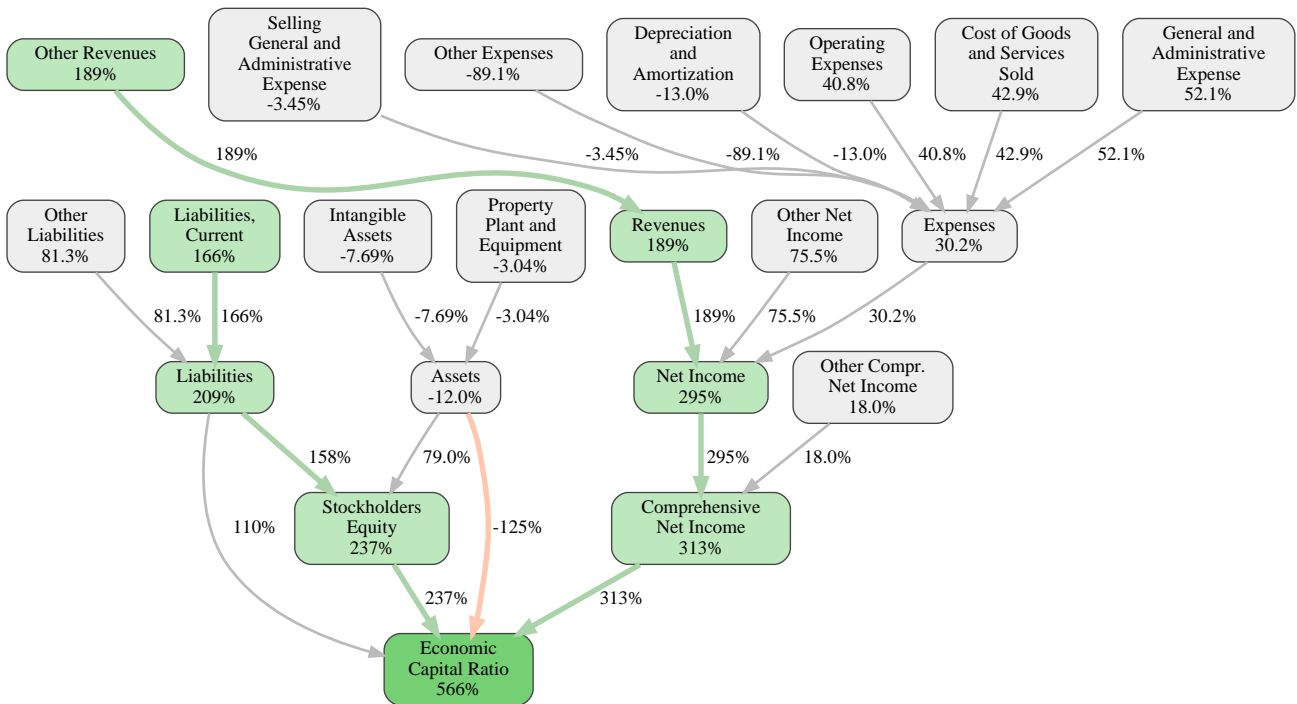 Other Revenues
189%
Selling
General and
Administrative
Expense
-3.45%
Other Expenses
-89.1%
Depreciation
and
Amortization
-13.0%
Operating
Expenses
40.8%
Cost of Goods
and Services
Sold
42.9%
General and
Administrative
Expense
52.1%
189%
-3.45%
-89.1%
-13.0%
40.8%
42.9%
52.1%
Other
Liabilities
81.3%
Liabilities,
Current
166%
Intangible
Assets
-7.69%
Property
Plant and
Equipment
-3.04%
Revenues
189%
Other Net
Income
75.5%
Expenses
30.2%
81.3%
166%
-7.69%
-3.04%
189%
75.5%
30.2%
Liabilities
209%
Assets
-12.0%
Net Income
295%
Other Compr.
Net Income
18.0%
158%
79.0%
295%
18.0%
Stockholders
Equity
237%
Comprehensive
Net Income
313%
110%
-125%
237%
313%
Economic
Capital Ratio
566%